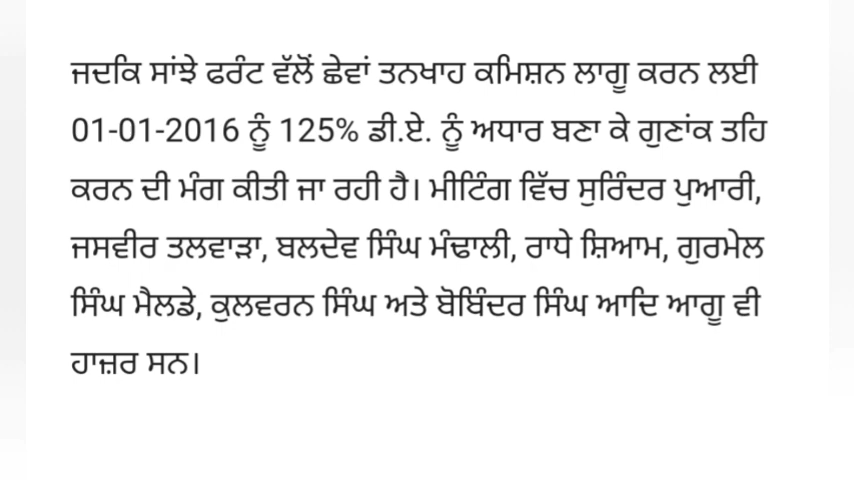 ਜਦਕਿ ਸਾਂਝੇ ਫਰੰਟ ਵੱਲੋਂ ਛੇਵਾਂ ਤਨਖਾਹ ਕਮਿਸ਼ਨ ਲਾਗੂ ਕਰਨ ਲਈ
01-01-2016 ਨੂੰ 125% ਡੀ.ਏ. ਨੂੰ ਅਧਾਰ ਬਣਾ ਕੇ ਗੁਣਾਂਕ ਤਹਿ
ਕਰਨ ਦੀ ਮੰਗ ਕੀਤੀ ਜਾ ਰਹੀ ਹੈ। ਮੀਟਿੰਗ ਵਿੱਚ ਸੁਰਿੰਦਰ ਪੁਆਰੀ,
ਜਸਵੀਰ ਤਲਵਾੜਾ, ਬਲਦੇਵ ਸਿੰਘ ਮੰਢਾਲੀ, ਰਾਧੇ ਸ਼ਿਆਮ, ਗੁਰਮੇਲ
ਸਿੰਘ ਮੈਲਡੇ, ਕੁਲਵਰਨ ਸਿੰਘ ਅਤੇ ਬੋਬਿੰਦਰ ਸਿੰਘ ਆਦਿ ਆਗੂ ਵੀ
ਹਾਜ਼ਰ ਸਨ।